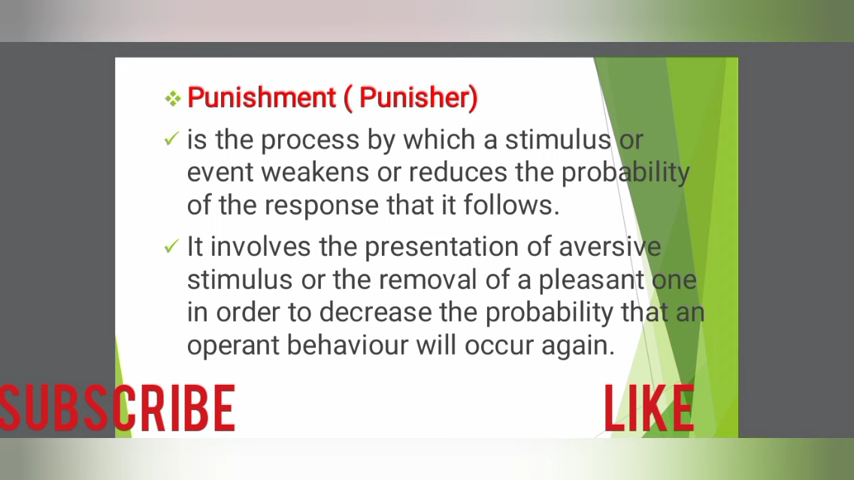 Punishment ( Punisher)
is the process by which a stimulus or
event weakens or reduces the probability
of the response that it follows.
It involves the presentation of aversive
stimulus or the removal of a pleasant one
in order to decrease the probability that an
operant behaviour will occur again.
SUBSCRIBE
LIKE